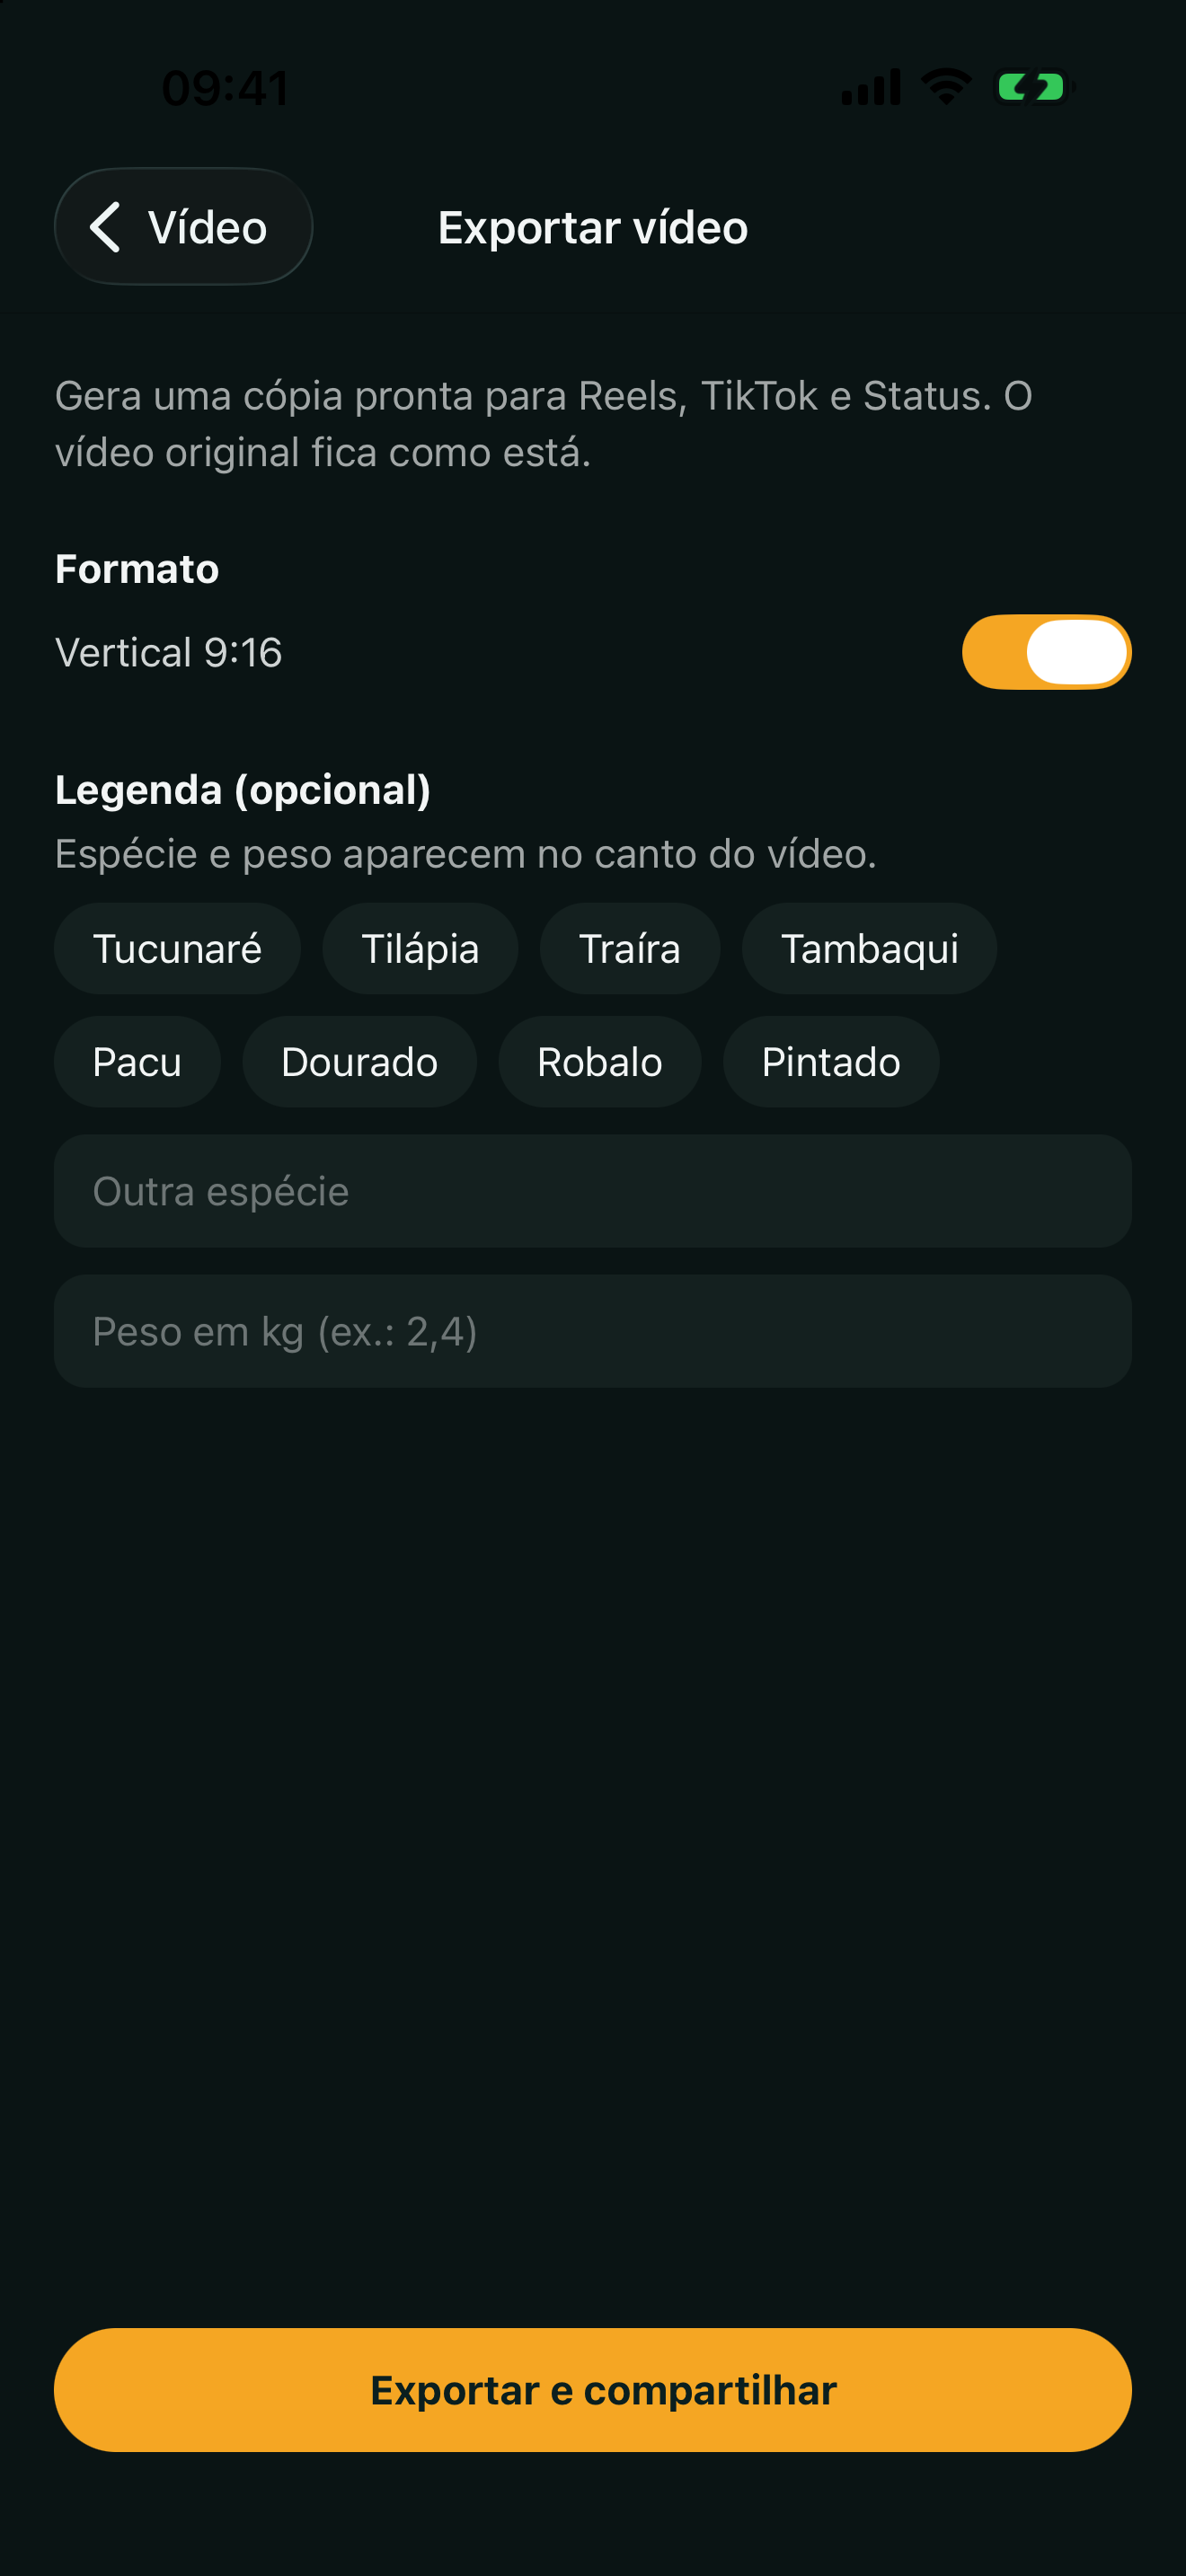 09:41
Vídeo
Exportar vídeo
Gera uma cópia pronta para Reels, TikTok e Status. O
vídeo original fica como está.
Formato
Vertical 9:16
Legenda (opcional)
Espécie e peso aparecem no canto do vídeo.
Tucunaré Tilápia Traíra Tambaqui
Pacu Dourado Robalo Pintado
Outra espécie
Peso em kg (ex.: 2,4)
Exportar e compartilhar